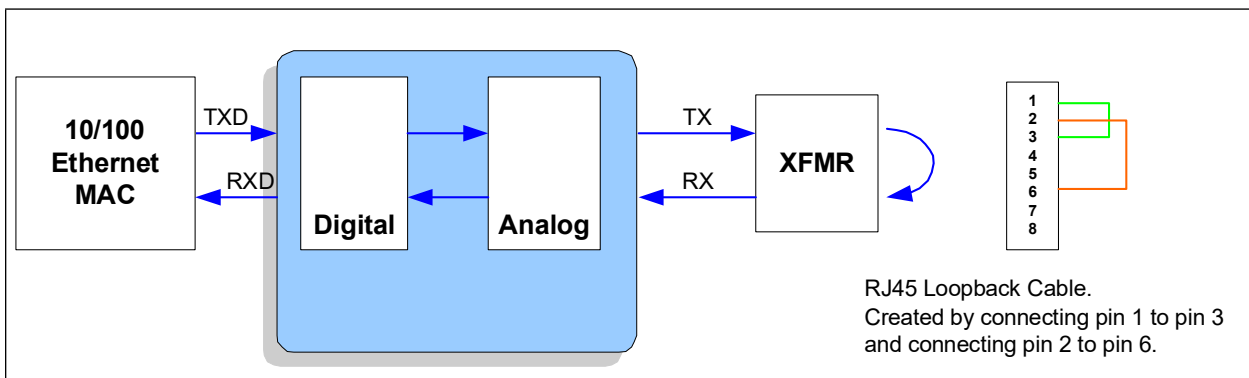 10/100
Ethernet
MAC
TXD
RXD
Digital
Analog
TX
RX
XFMR
1
2
3
4
5
6
7
8
RJ45 Loopback Cable.
Created by connecting pin 1 to pin 3
and connecting pin 2 to pin 6.